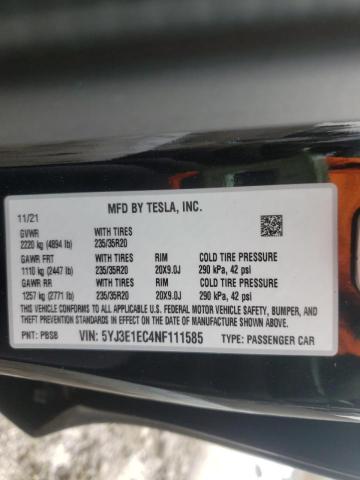 MFD BY TESLA, INC.
11/21
GVWR WITH TIRES
2220 kg (4894 lb) 235/35R20
GAWR FRT WITH TIRES RIM COLD TIRE PRESSURE
1110 kg (2447 lb) 235/35R20 20X9.0J 290 kPa, 42 psi
GAWR RR WITH TIRES RIM COLD TIRE PRESSURE
1257 kg (2771 lb) 235/35R20 20X9.0J 290 kPa, 42 psi
THIS VEHICLE CONFORMS TO ALL APPLICABLE
U.S. FEDERAL MOTOR VEHICLE SAFETY, BUMPER, AND
THEFT PREVENTION STANDARDS IN EFFECT ON THE DATE
OF MANUFACTURE SHOWN ABOVE.
PNT: PBSB VIN: 5YJ3E1EC4NF111585 TYPE: PASSENGER CAR